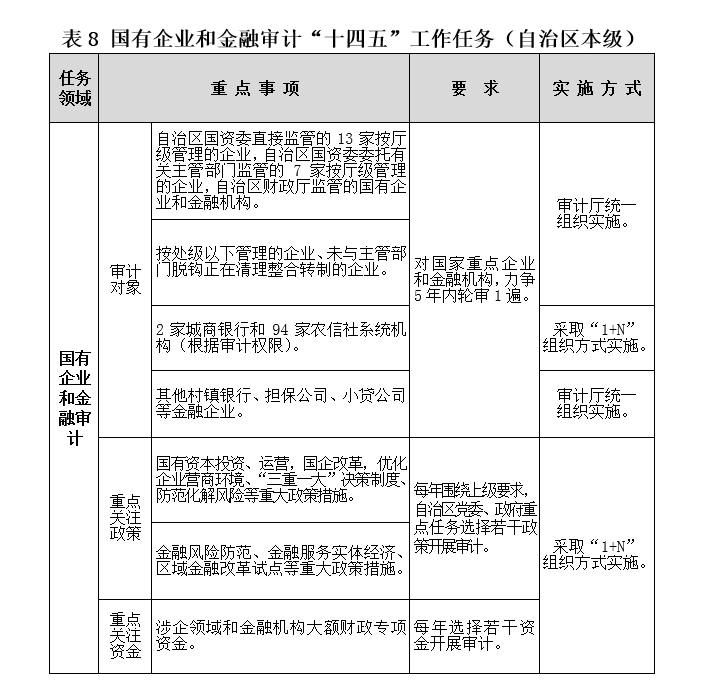 表 8 国有企业和金融审计“十四五”工作任务（自治区本级）
任务
领域
重 点 事 项
要 求
实 施 方 式
国有
企业
和金
融审
计
审计
对象
自治区国资委直接监管的 13 家按厅
级管理的企业，自治区国资委委托有
关主管部门监管的 7 家按厅级管理
的企业，自治区财政厅监管的国有企
业和金融机构。
对国家重点企业
和金融机构，力争
5 年内轮审 1 遍。
审计厅统一
组织实施。
按处级以下管理的企业、未与主管部
门脱钩正在清理整合转制的企业。
2 家城商银行和 94 家农信社系统机
构（根据审计权限）。
采取“1+N”
组织方式实施。
其他村镇银行、担保公司、小贷公司
等金融企业。
审计厅统一
组织实施。
重点
关注
政策
国有资本投资、运营，国企改革，优化
企业营商环境、“三重一大”决策制度、
防范化解风险等重大政策措施。
每年围绕上级要求，
自治区党委、政府重
点任务选择若干政
策开展审计。
采取“1+N”
组织方式实施。
金融风险防范、金融服务实体经济、
区域金融改革试点等重大政策措施。
重点
关注
资金
涉企领域和金融机构大额财政专项
资金。
每年选择若干资
金开展审计。